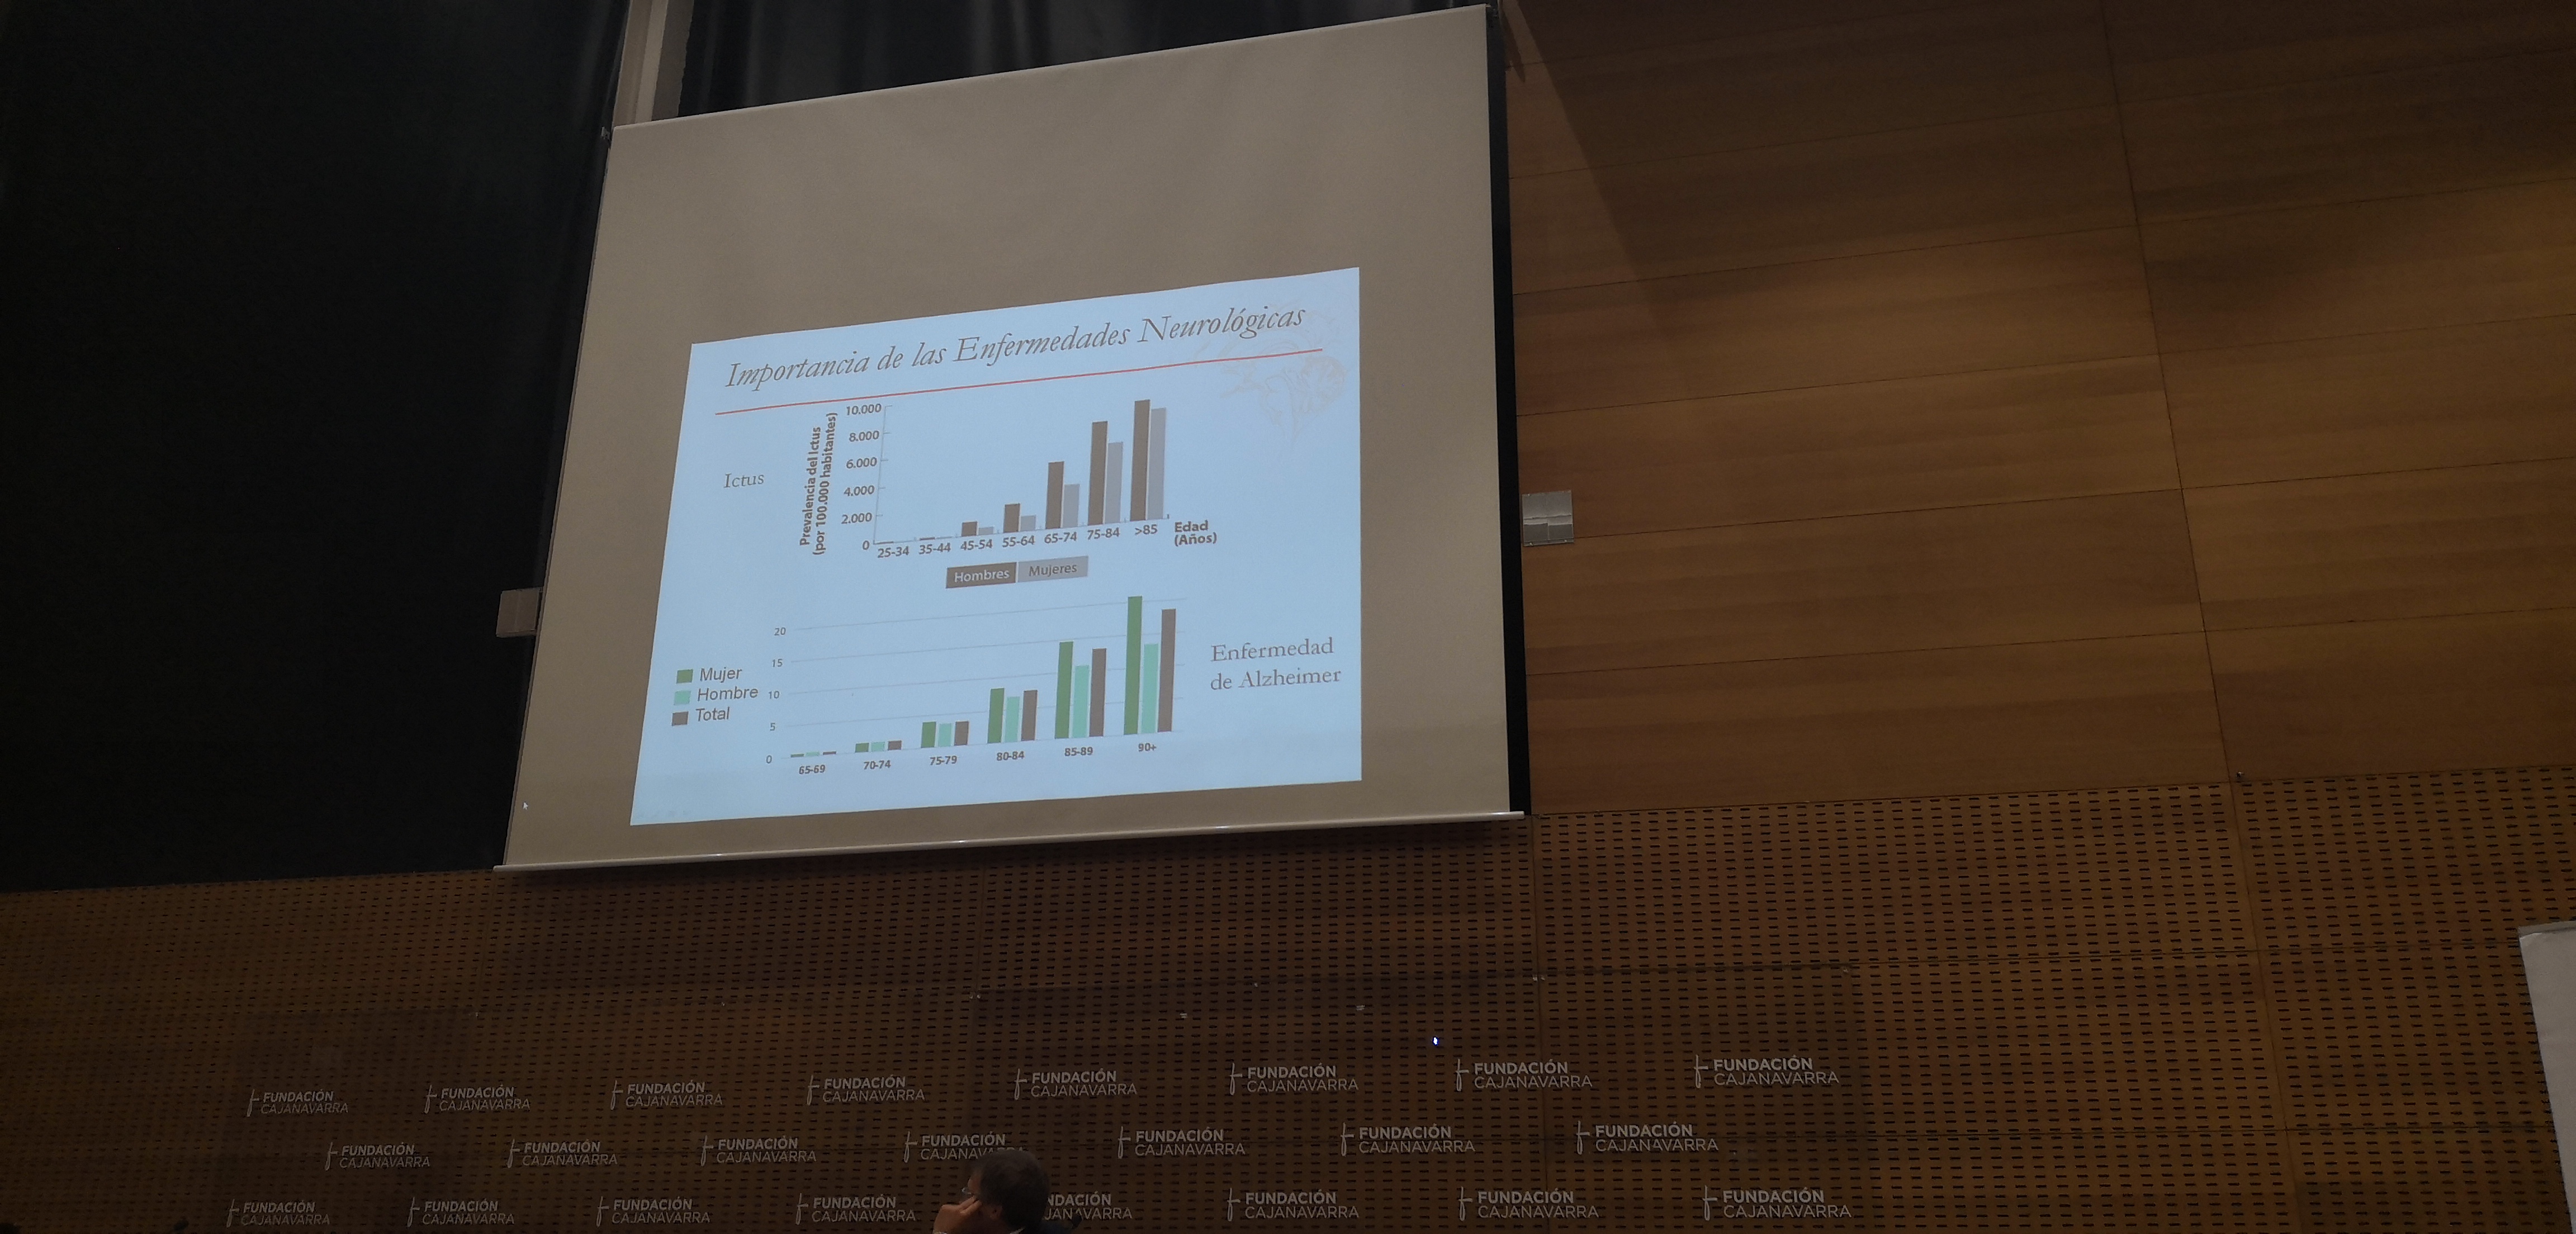 Importancia de las Enfermedades Neurológicas
Ictus
Prevalencia del Ictus
(por 100.000 habitantes)
10.000
8.000
6.000
4.000
2.000
0
25-34 35-44 45-54 55-64 65-74 75-84 >85
Edad
(Años)
Hombres Mujeres
20
15
10
5
0
Mujer
Hombre
Total
65-69 70-74 75-79 80-84 85-89 90+
Enfermedad
de Alzheimer
FUNDACIÓN
CAJANAVARRA
FUNDACIÓN
CAJANAVARRA
FUNDACIÓN
CAJANAVARRA
FUNDACIÓN
CAJANAVARRA
FUNDACIÓN
CAJANAVARRA
FUNDACIÓN
CAJANAVARRA
FUNDACIÓN
CAJANAVARRA
FUNDACIÓN
CAJANAVARRA
FUNDACIÓN
CAJANAVARRA
FUNDACIÓN
CAJANAVARRA
FUNDACIÓN
CAJANAVARRA
FUNDACIÓN
CAJANAVARRA
FUNDACIÓN
CAJANAVARRA
FUNDACIÓN
CAJANAVARRA
FUNDACIÓN
CAJANAVARRA
FUNDACIÓN
CAJANAVARRA
FUNDACIÓN
CAJANAVARRA
FUNDACIÓN
CAJANAVARRA
FUNDACIÓN
CAJANAVARRA
NDACIÓN
JANAVARRA
FUNDACIÓN
CAJANAVARRA
FUNDACIÓN
CAJANAVARRA
FUNDACIÓN
CAJANAVARRA